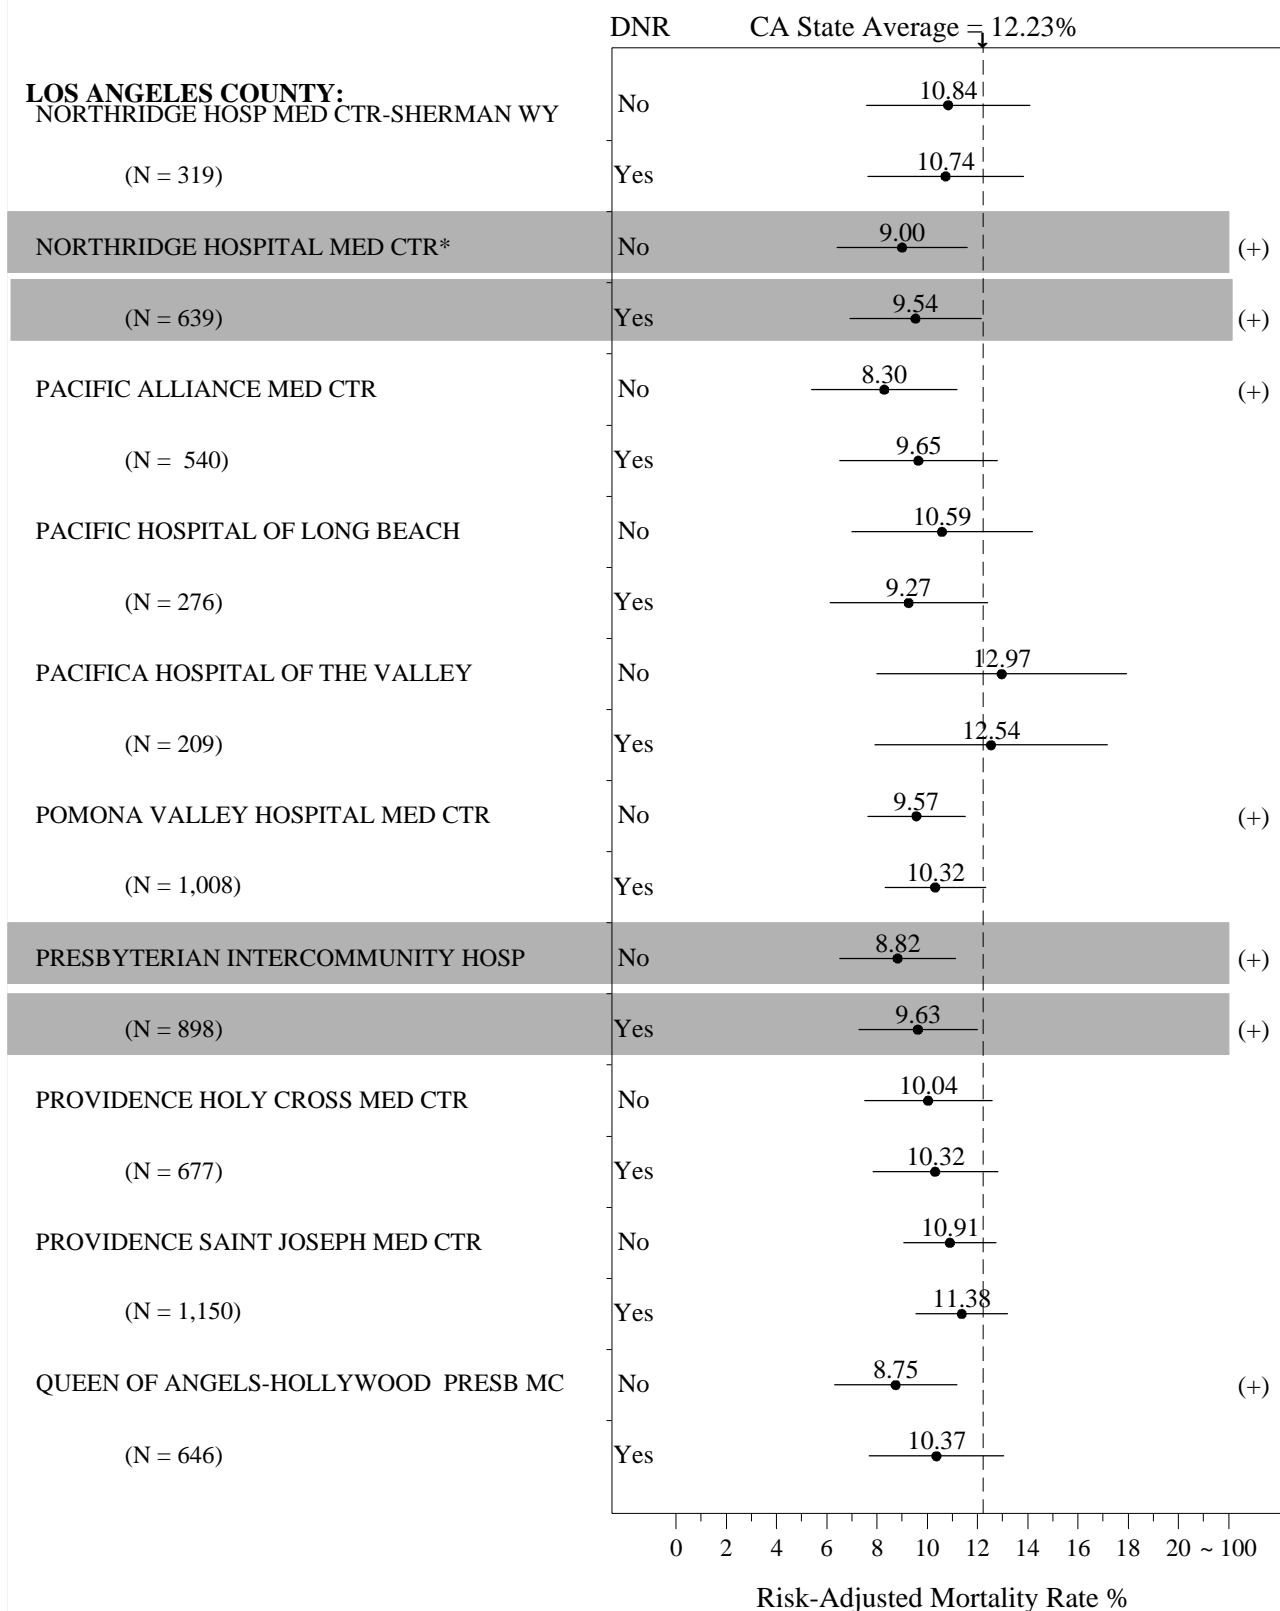 DNR CA State Average = 12.23%
LOS ANGELES COUNTY:
NORTHRIDGE HOSP MED CTR-SHERMAN WY No 10.84
(N = 319) Yes 10.74
NORTHRIDGE HOSPITAL MED CTR* No 9.00 (+)
(N = 639) Yes 9.54 (+)
PACIFIC ALLIANCE MED CTR No 8.30 (+)
(N = 540) Yes 9.65
PACIFIC HOSPITAL OF LONG BEACH No 10.59
(N = 276) Yes 9.27
PACIFICA HOSPITAL OF THE VALLEY No 12.97
(N = 209) Yes 12.54
POMONA VALLEY HOSPITAL MED CTR No 9.57 (+)
(N = 1,008) Yes 10.32
PRESBYTERIAN INTERCOMMUNITY HOSP No 8.82 (+)
(N = 898) Yes 9.63 (+)
PROVIDENCE HOLY CROSS MED CTR No 10.04
(N = 677) Yes 10.32
PROVIDENCE SAINT JOSEPH MED CTR No 10.91
(N = 1,150) Yes 11.38
QUEEN OF ANGELS-HOLLYWOOD PRESB MC No 8.75 (+)
(N = 646) Yes 10.37
0 2 4 6 8 10 12 14 16 18 20 ~ 100
Risk-Adjusted Mortality Rate %